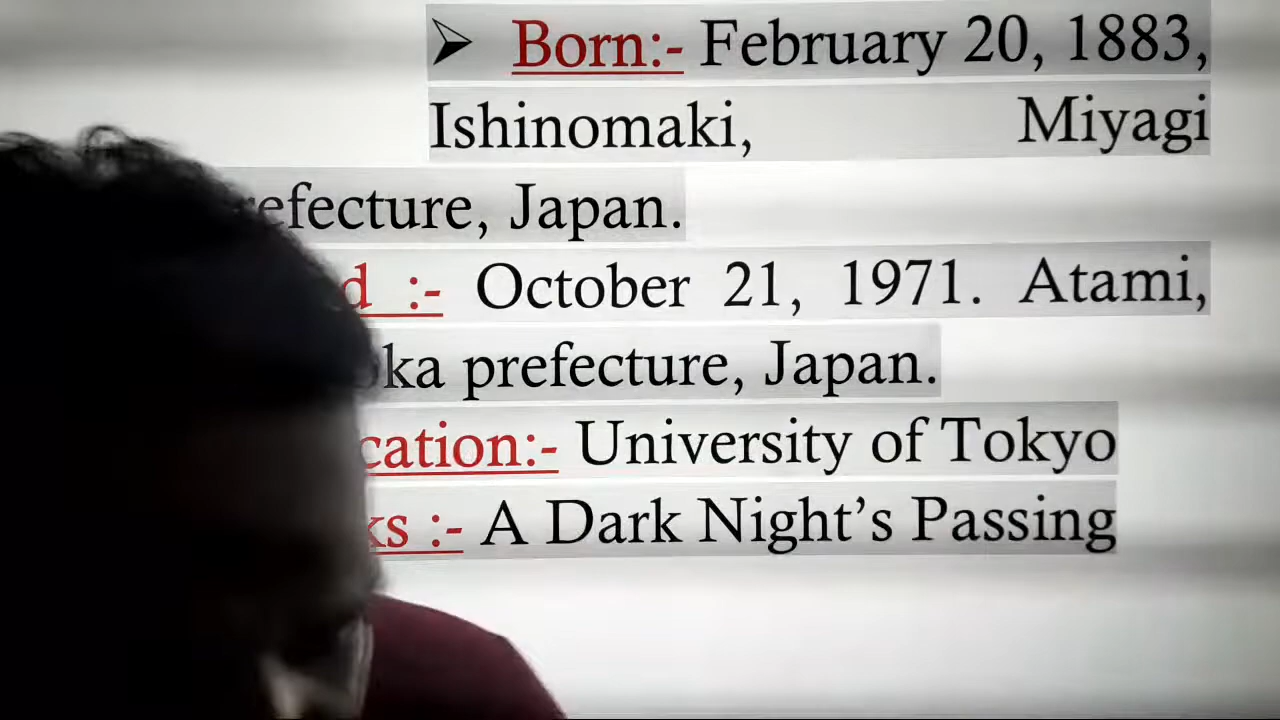 ➢ Born:- February 20, 1883,
Ishinomaki, Miyagi
efecture, Japan.
d :- October 21, 1971. Atami,
ka prefecture, Japan.
cation:- University of Tokyo
ks :- A Dark Night’s Passing